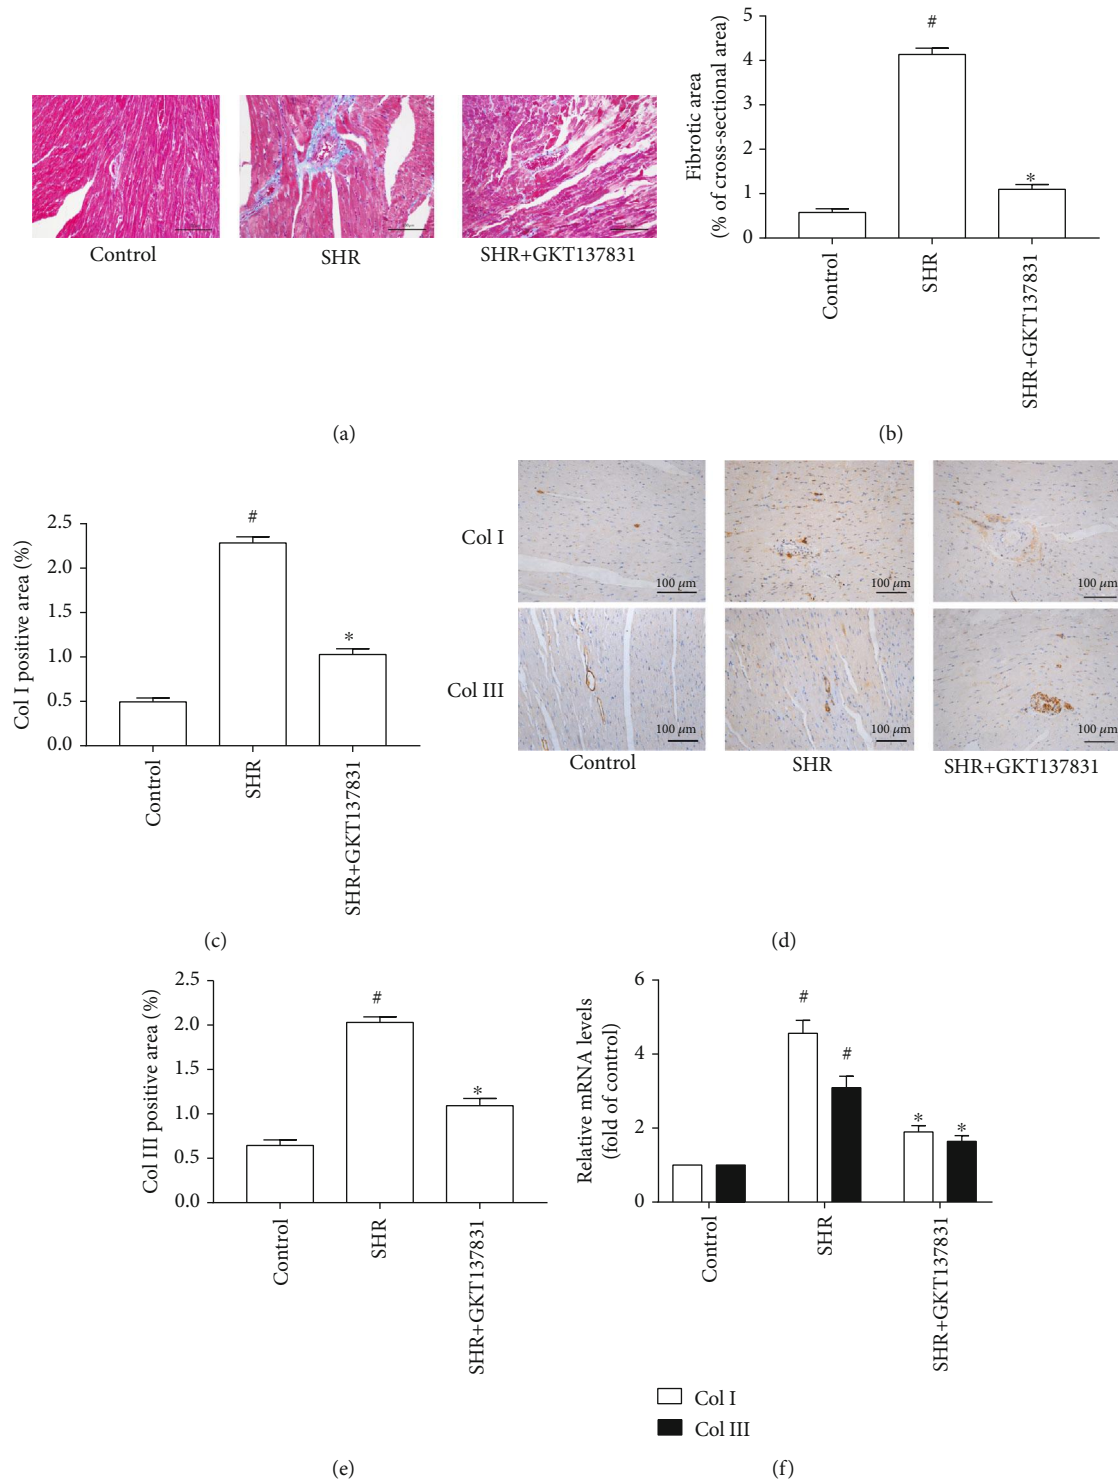 Control
SHR
SHR+GKT137831
(a)
Fibrotic area
(% of cross-sectional area)
5
4
3
2
1
0
#
*
Control
SHR
SHR+GKT137831
(b)
Col I positive area (%)
2.5
2.0
1.5
1.0
0.5
0.0
#
*
Control
SHR
SHR+GKT137831
(c)
Col I
100 µm
100 µm
100 µm
Col III
100 µm
100 µm
100 µm
Control
SHR
SHR+GKT137831
(d)
Col III positive area (%)
2.5
2.0
1.5
1.0
0.5
0.0
#
*
Control
SHR
SHR+GKT137831
(e)
Relative mRNA levels
(fold of control)
6
4
2
0
#
#
*
*
Control
SHR
SHR+GKT137831
Col I
Col III
(f)